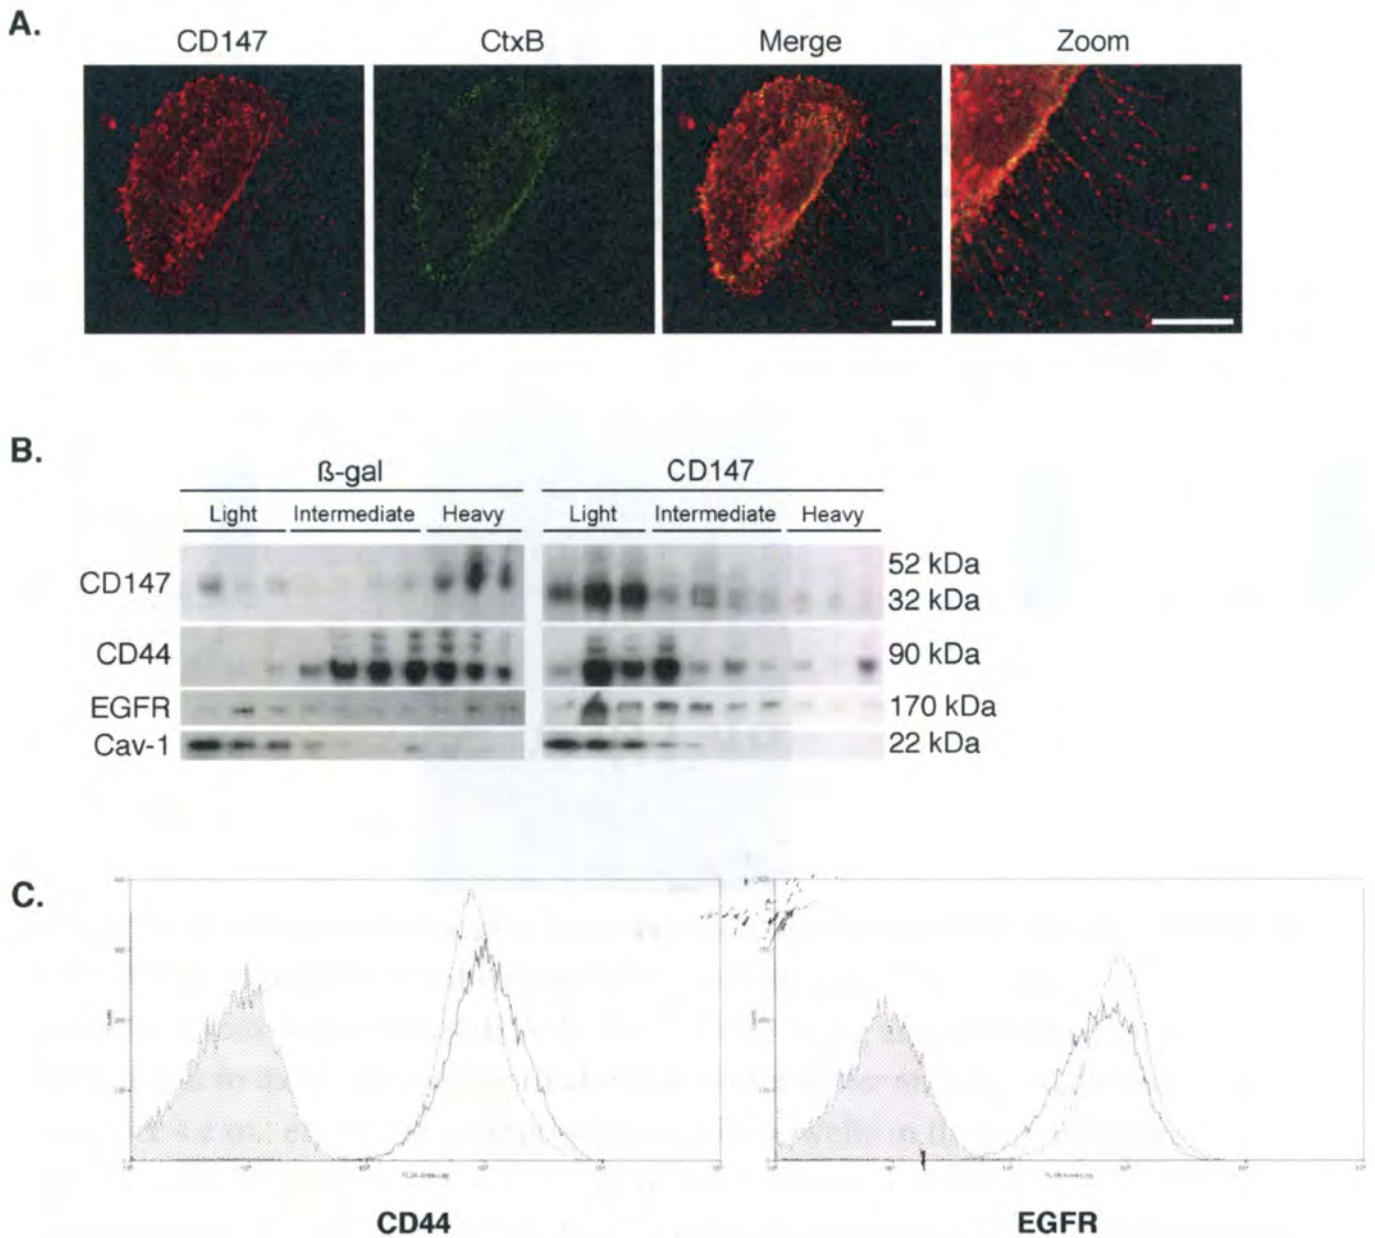 A.
CD147 CtxB Merge Zoom
B.
ß-gal CD147
Light Intermediate Heavy Light Intermediate Heavy
CD147 52 kDa
32 kDa
CD44 90 kDa
EGFR 170 kDa
Cav-1 22 kDa
C.
CD44 EGFR